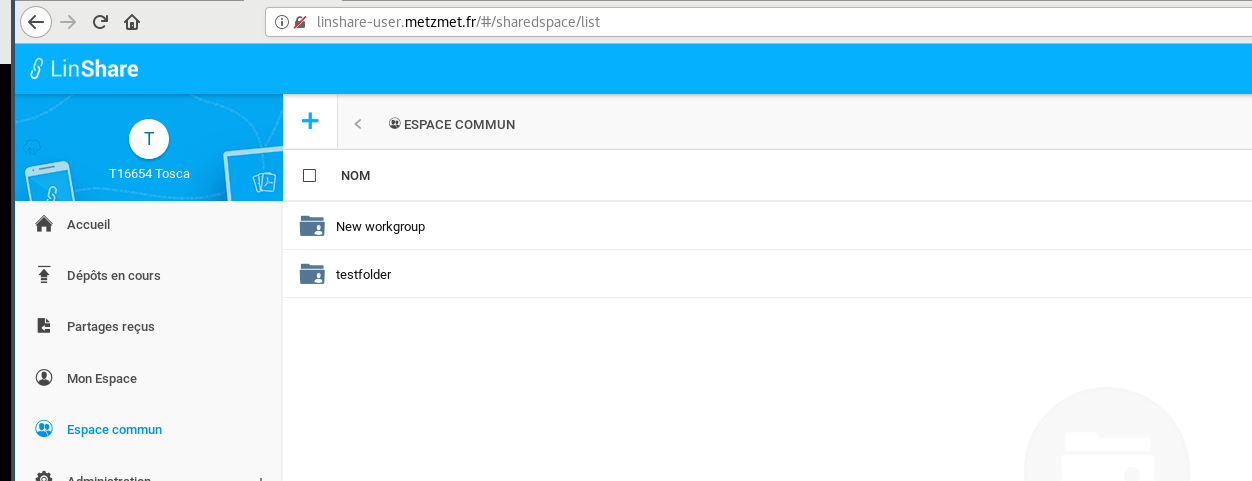 linshare-user.metzmet.fr/#/sharedspace/list
LinShare
T
T16654 Tosca
ESPACE COMMUN
NOM
New workgroup
testfolder
Accueil
Dépôts en cours
Partages reçus
Mon Espace
Espace commun
Administration